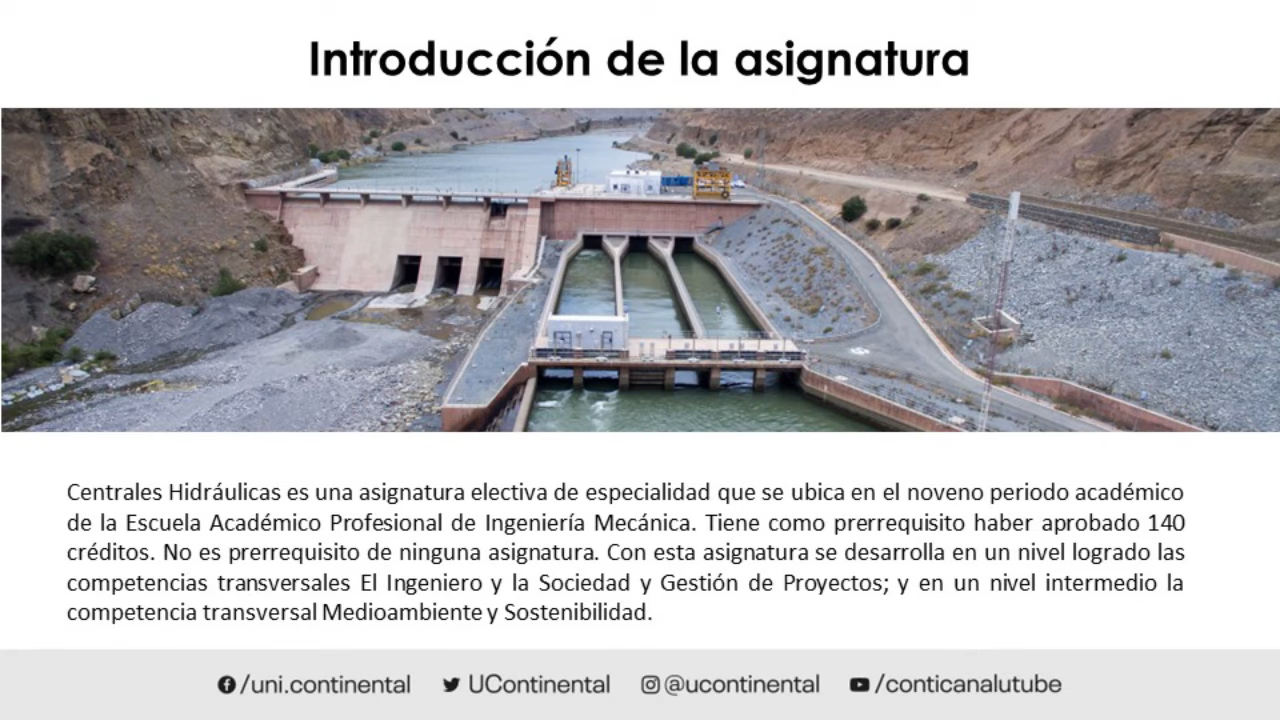 Introducción de la asignatura
Centrales Hidráulicas es una asignatura electiva de especialidad que se ubica en el noveno periodo académico
de la Escuela Académico Profesional de Ingeniería Mecánica. Tiene como prerrequisito haber aprobado 140
créditos. No es prerrequisito de ninguna asignatura. Con esta asignatura se desarrolla en un nivel logrado las
competencias transversales El Ingeniero y la Sociedad y Gestión de Proyectos; y en un nivel intermedio la
competencia transversal Medioambiente y Sostenibilidad.
/uni.continental UContinental @ucontinental /conticanalutube